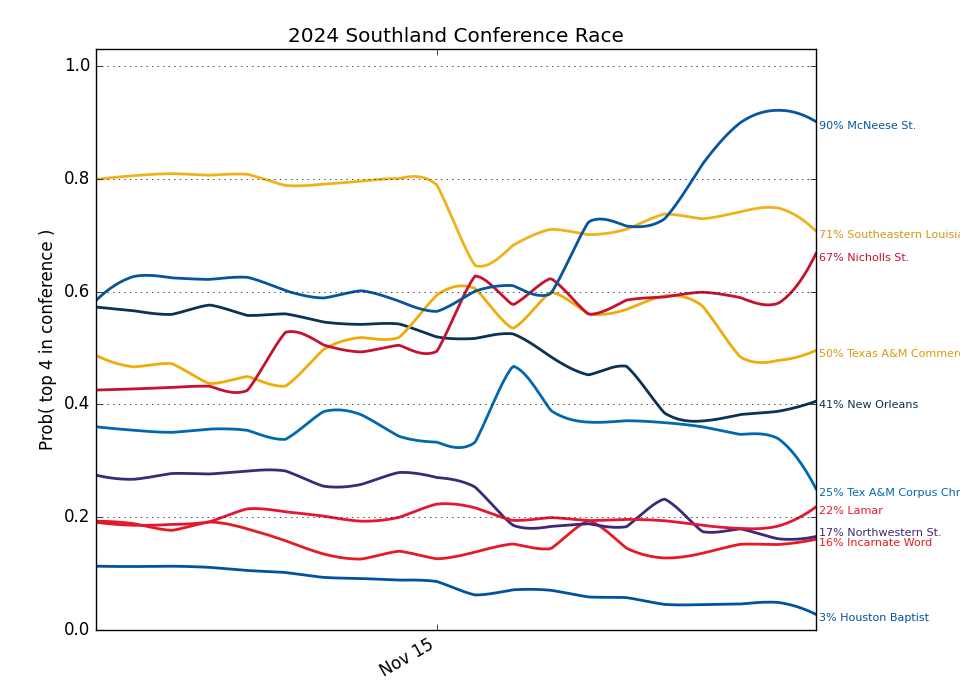 2024 Southland Conference Race
Prob( top 4 in conference )
1.0
0.8
0.6
0.4
0.2
0.0
Nov 15
90% McNeese St.
71% Southeastern Louisia
67% Nicholls St.
50% Texas A&M Commerc
41% New Orleans
25% Tex A&M Corpus Chr
22% Lamar
17% Northwestern St.
16% Incarnate Word
3% Houston Baptist